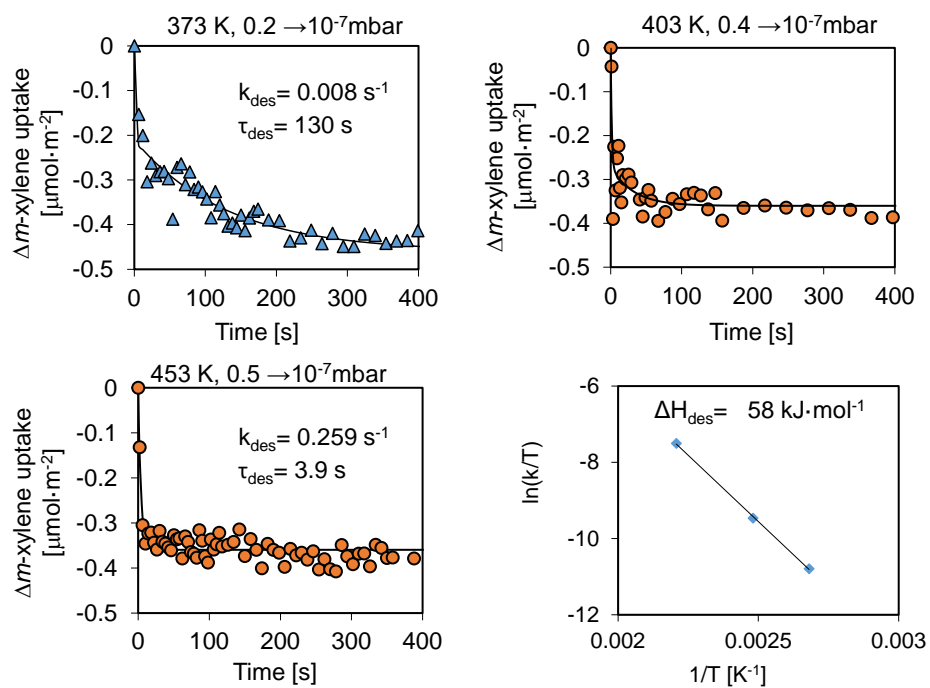 373 K, 0.2 →10⁻⁷mbar
Δm-xylene uptake
[μmol·m⁻²]
0
-0.1
-0.2
-0.3
-0.4
-0.5
k_des= 0.008 s⁻¹
τ_des= 130 s
0 100 200 300 400
Time [s]
403 K, 0.4 →10⁻⁷mbar
Δm-xylene uptake
[μmol·m⁻²]
0
-0.1
-0.2
-0.3
-0.4
-0.5
0 100 200 300 400
Time [s]
453 K, 0.5 →10⁻⁷mbar
Δm-xylene uptake
[μmol·m⁻²]
0
-0.1
-0.2
-0.3
-0.4
-0.5
k_des= 0.259 s⁻¹
τ_des= 3.9 s
0 100 200 300 400
Time [s]
ln(k/T)
-6
-8
-10
-12
ΔH_des= 58 kJ·mol⁻¹
0.002 0.0025 0.003
1/T [K⁻¹]